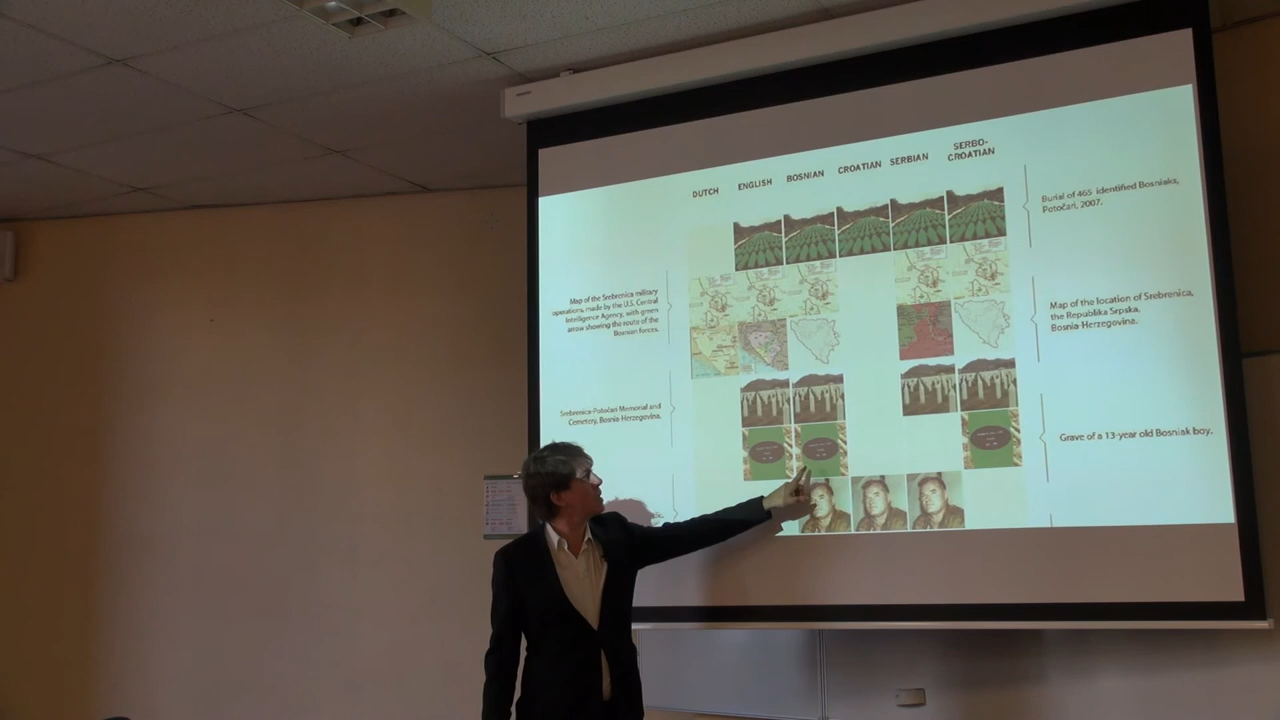 DUTCH
ENGLISH
BOSNIAN
CROATIAN
SERBIAN
SERBO-
CROATIAN
Burial of 465 identified Bosniaks,
Potočari, 2007.
Map of the Srebrenica military
operations, made by the U.S. Central
Intelligence Agency, with green
arrow showing the route of the
Bosnian forces.
Map of the location of Srebrenica,
the Republika Srpska,
Bosnia-Herzegovina.
Srebrenica-Potočari Memorial and
Cemetery, Bosnia-Herzegovina.
Grave of a 13-year old Bosniak boy.